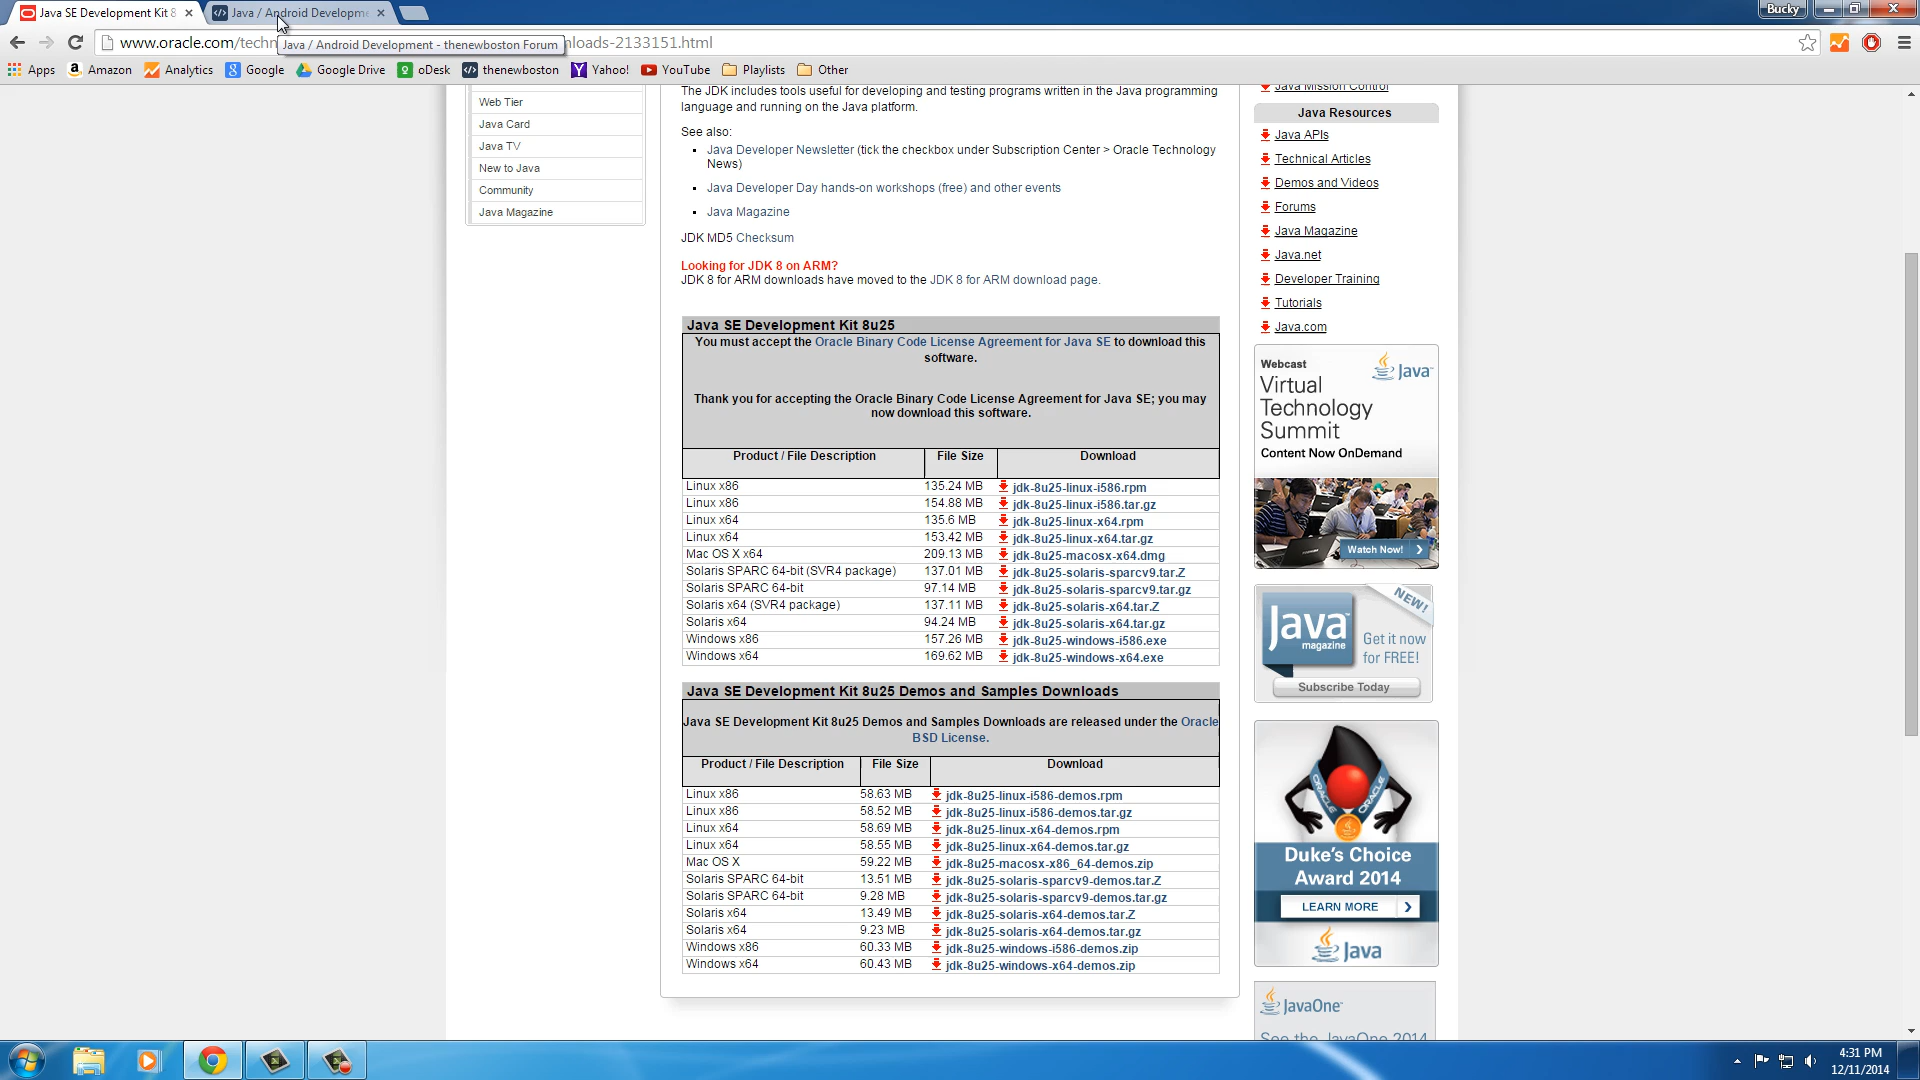 Java SE Development Kit 8
Java / Android Developme
Bucky
www.oracle.com/techn
nloads-2133151.html
Java / Android Development - thenewboston Forum
Apps
Amazon
Analytics
Google
Google Drive
oDesk
thenewboston
Yahoo!
YouTube
Playlists
Other
Web Tier
Java Card
Java TV
New to Java
Community
Java Magazine
The JDK includes tools useful for developing and testing programs written in the Java programming
language and running on the Java platform.
See also:
Java Developer Newsletter (tick the checkbox under Subscription Center > Oracle Technology
News)
Java Developer Day hands-on workshops (free) and other events
Java Magazine
JDK MD5 Checksum
Looking for JDK 8 on ARM?
JDK 8 for ARM downloads have moved to the JDK 8 for ARM download page.
Java SE Development Kit 8u25
You must accept the Oracle Binary Code License Agreement for Java SE to download this
software.
Thank you for accepting the Oracle Binary Code License Agreement for Java SE; you may
now download this software.
Product / File Description File Size Download
Linux x86 135.24 MB jdk-8u25-linux-i586.rpm
Linux x86 154.88 MB jdk-8u25-linux-i586.tar.gz
Linux x64 135.6 MB jdk-8u25-linux-x64.rpm
Linux x64 153.42 MB jdk-8u25-linux-x64.tar.gz
Mac OS X x64 209.13 MB jdk-8u25-macosx-x64.dmg
Solaris SPARC 64-bit (SVR4 package) 137.01 MB jdk-8u25-solaris-sparcv9.tar.Z
Solaris SPARC 64-bit 97.14 MB jdk-8u25-solaris-sparcv9.tar.gz
Solaris x64 (SVR4 package) 137.11 MB jdk-8u25-solaris-x64.tar.Z
Solaris x64 94.24 MB jdk-8u25-solaris-x64.tar.gz
Windows x86 157.26 MB jdk-8u25-windows-i586.exe
Windows x64 169.62 MB jdk-8u25-windows-x64.exe
Java SE Development Kit 8u25 Demos and Samples Downloads
Java SE Development Kit 8u25 Demos and Samples Downloads are released under the Oracle
BSD License.
Product / File Description File Size Download
Linux x86 58.63 MB jdk-8u25-linux-i586-demos.rpm
Linux x86 58.52 MB jdk-8u25-linux-i586-demos.tar.gz
Linux x64 58.69 MB jdk-8u25-linux-x64-demos.rpm
Linux x64 58.55 MB jdk-8u25-linux-x64-demos.tar.gz
Mac OS X 59.22 MB jdk-8u25-macosx-x86_64-demos.zip
Solaris SPARC 64-bit 13.51 MB jdk-8u25-solaris-sparcv9-demos.tar.Z
Solaris SPARC 64-bit 9.28 MB jdk-8u25-solaris-sparcv9-demos.tar.gz
Solaris x64 13.49 MB jdk-8u25-solaris-x64-demos.tar.Z
Solaris x64 9.23 MB jdk-8u25-solaris-x64-demos.tar.gz
Windows x86 60.33 MB jdk-8u25-windows-i586-demos.zip
Windows x64 60.43 MB jdk-8u25-windows-x64-demos.zip
Java Mission Control
Java Resources
Java APIs
Technical Articles
Demos and Videos
Forums
Java Magazine
Java.net
Developer Training
Tutorials
Java.com
Webcast
Java
Virtual
Technology
Summit
Content Now OnDemand
Watch Now!
NEW!
Java
magazine
Get it now
for FREE!
Subscribe Today
ORACLE
ORACLE
Duke's Choice
Award 2014
LEARN MORE
Java
JavaOne
See the JavaOne 2014
4:31 PM
12/11/2014